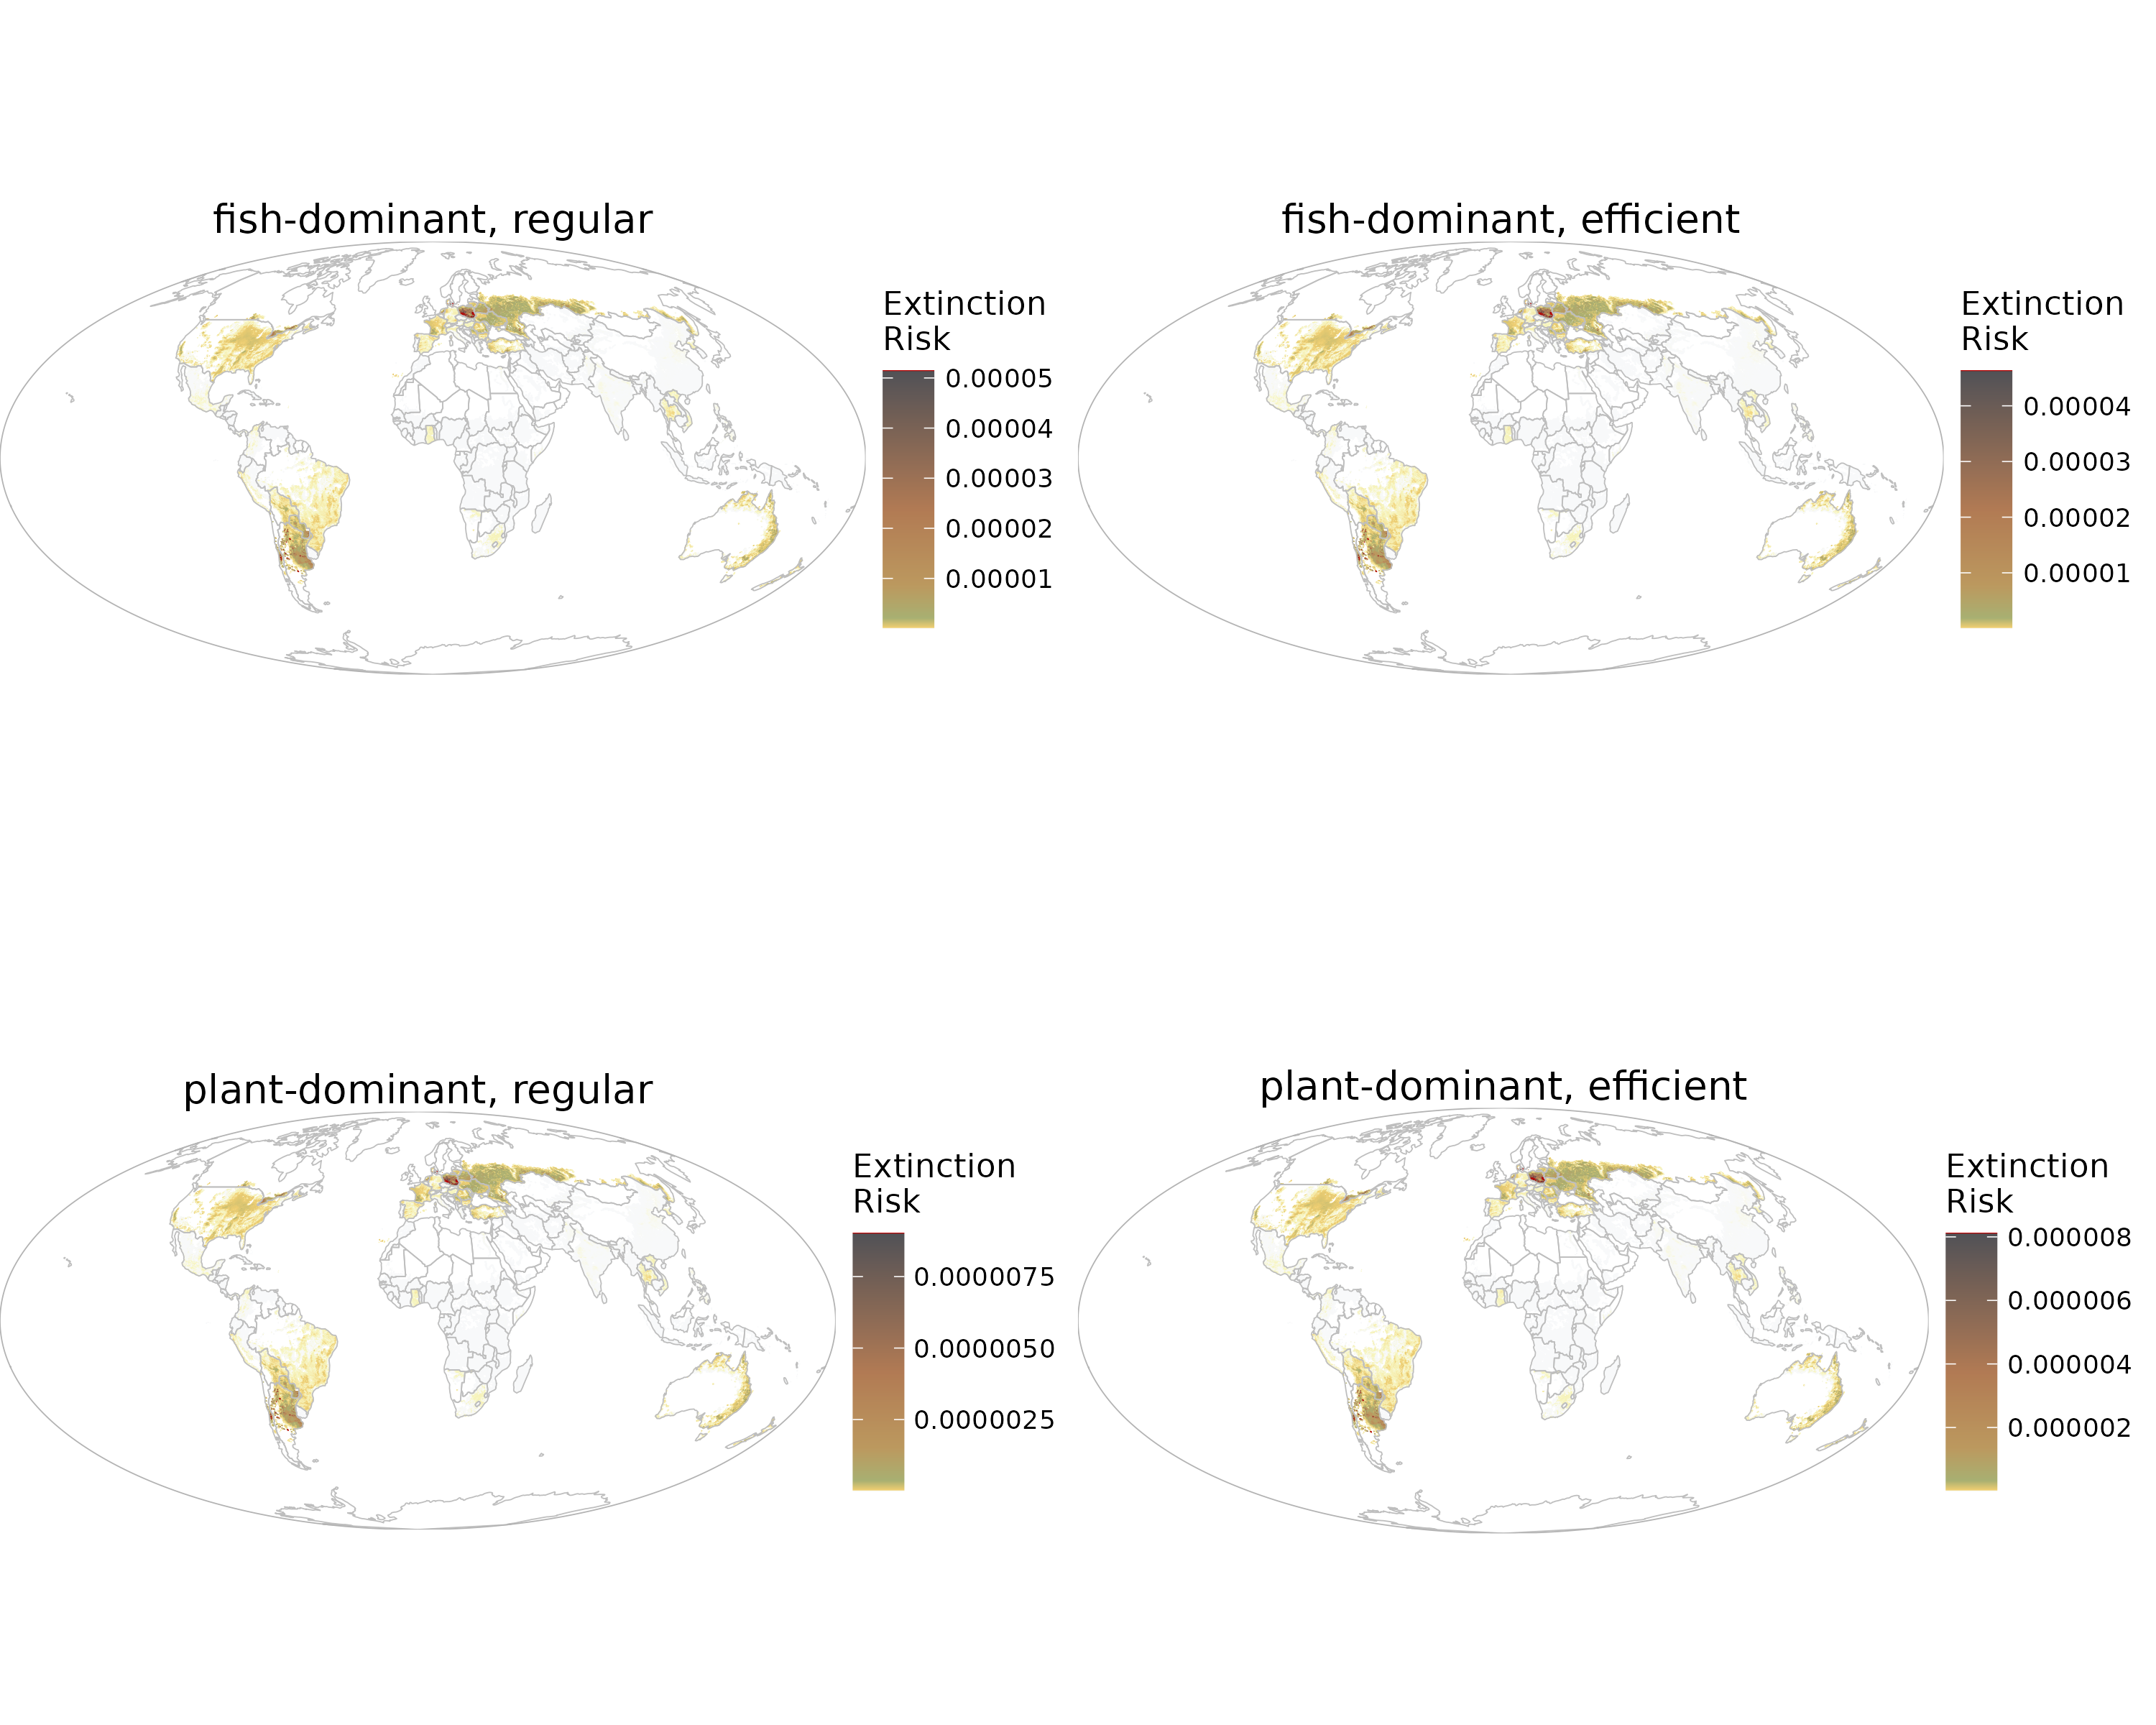 fish-dominant, regular
Extinction
Risk
0.00005
0.00004
0.00003
0.00002
0.00001
fish-dominant, efficient
Extinction
Risk
0.00004
0.00003
0.00002
0.00001
plant-dominant, regular
Extinction
Risk
0.0000075
0.0000050
0.0000025
plant-dominant, efficient
Extinction
Risk
0.000008
0.000006
0.000004
0.000002